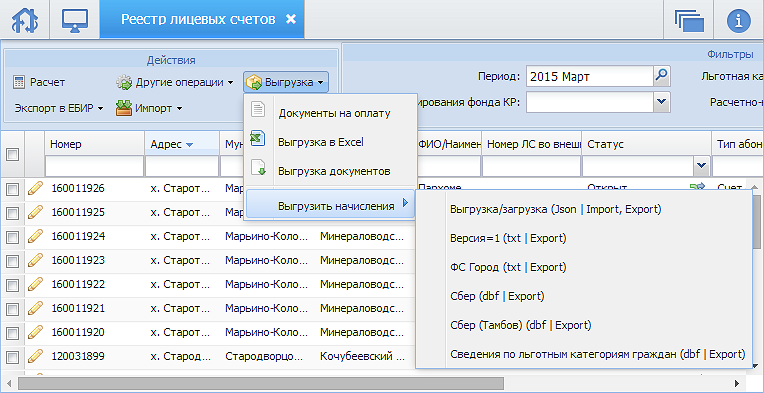 Реестр лицевых счетов
Действия
Фильтры
Расчет
Другие операции
Выгрузка
Период:
2015 Март
Льготная ка
Экспорт в ЕБИР
Импорт
ирования фонда КР:
Расчетно-к
Документы на оплату
Выгрузка в Excel
Выгрузка документов
Выгрузить начисления
Номер
Адрес
Мун
ФИО/Наимен
Номер ЛС во внеш
Статус
Тип абон
160011926 х. Старот... Мар Пархоме Открыт Счет
160011925 х. Старот... Мар
160011924 х. Старот... Марьино-Коло... Минераловодс...
160011923 х. Старот... Марьино-Коло... Минераловодс...
160011922 х. Старот... Марьино-Коло... Минераловодс...
160011921 х. Старот... Марьино-Коло... Минераловодс...
160011920 х. Старот... Марьино-Коло... Минераловодс...
120031899 х. Старод... Стародворцо... Кочубеевский
Выгрузка/загрузка (Json | Import, Export)
Версия=1 (txt | Export)
ФС Город (txt | Export)
Сбер (dbf | Export)
Сбер (Тамбов) (dbf | Export)
Сведения по льготным категориям граждан (dbf | Export)